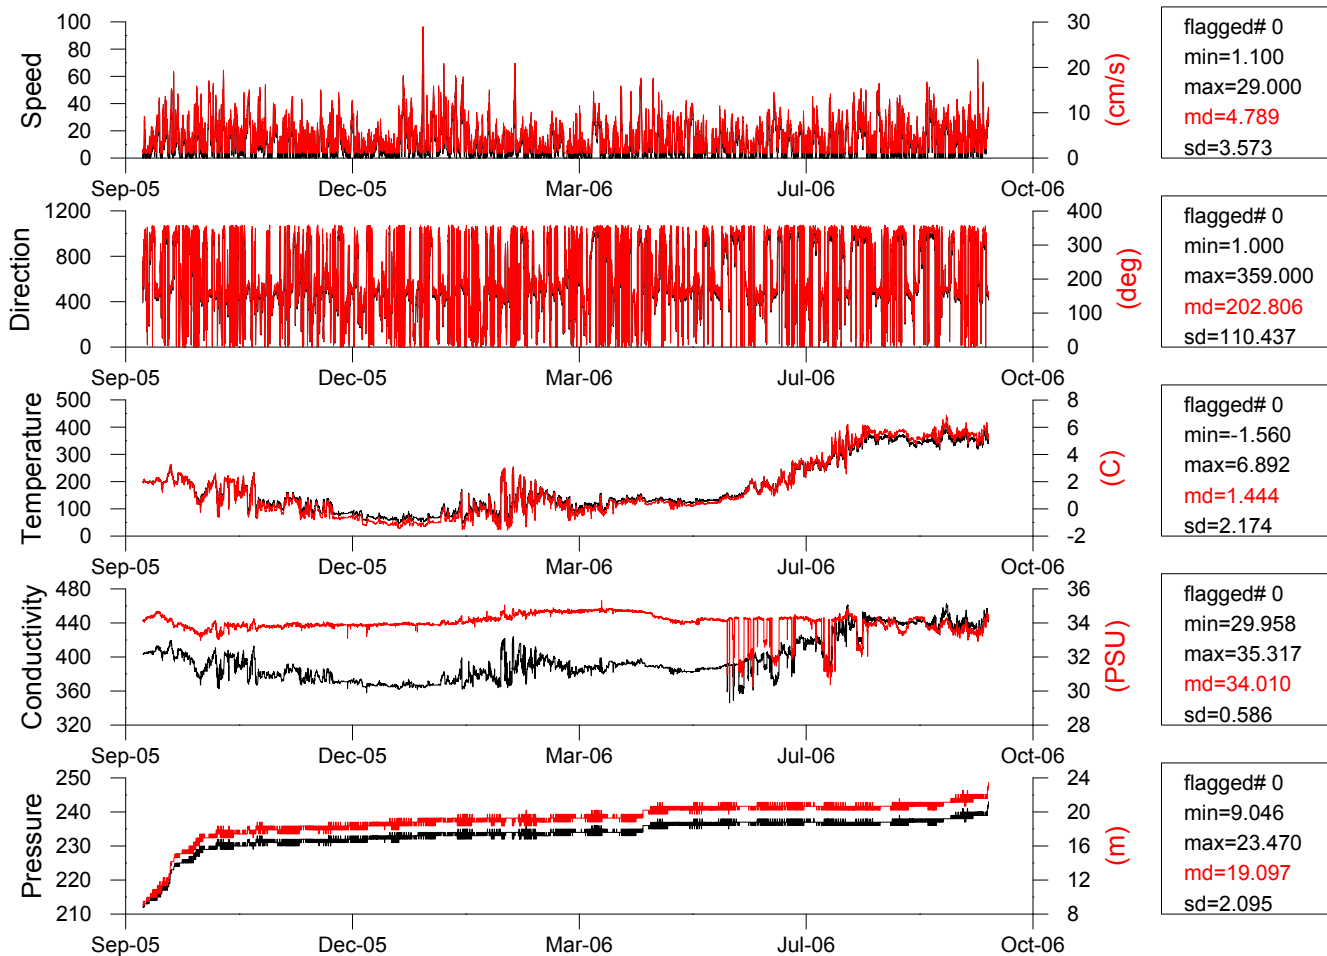 Speed
100
80
60
40
20
0
30
20
10
0
(cm/s)
Sep-05 Dec-05 Mar-06 Jul-06 Oct-06
flagged# 0
min=1.100
max=29.000
md=4.789
sd=3.573
Direction
1200
800
400
0
400
300
200
100
0
(deg)
Sep-05 Dec-05 Mar-06 Jul-06 Oct-06
flagged# 0
min=1.000
max=359.000
md=202.806
sd=110.437
Temperature
500
400
300
200
100
0
8
6
4
2
0
-2
(C)
Sep-05 Dec-05 Mar-06 Jul-06 Oct-06
flagged# 0
min=-1.560
max=6.892
md=1.444
sd=2.174
Conductivity
480
440
400
360
320
36
34
32
30
28
(PSU)
Sep-05 Dec-05 Mar-06 Jul-06 Oct-06
flagged# 0
min=29.958
max=35.317
md=34.010
sd=0.586
Pressure
250
240
230
220
210
24
20
16
12
8
(m)
Sep-05 Dec-05 Mar-06 Jul-06 Oct-06
flagged# 0
min=9.046
max=23.470
md=19.097
sd=2.095